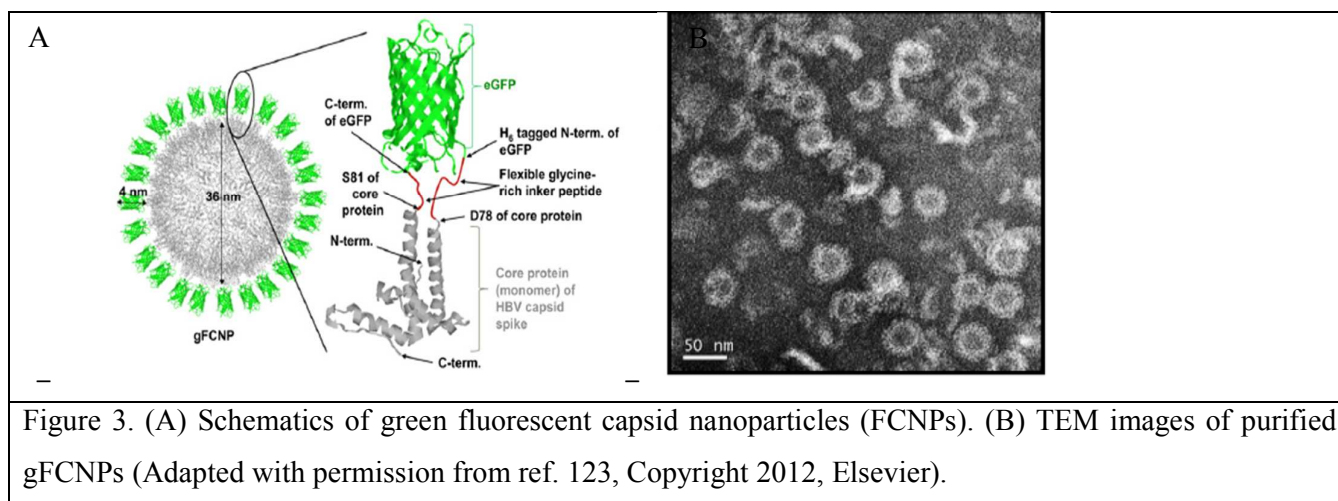 A
eGFP
C-term.
of eGFP
H6 tagged N-term. of
eGFP
S81 of
core
protein
Flexible glycine-
rich inker peptide
4 nm
36 nm
D78 of core protein
N-term.
Core protein
(monomer) of
HBV capsid
spike
gFCNP
C-term.
B
50 nm
Figure 3. (A) Schematics of green fluorescent capsid nanoparticles (FCNPs). (B) TEM images of purified
gFCNPs (Adapted with permission from ref. 123, Copyright 2012, Elsevier).